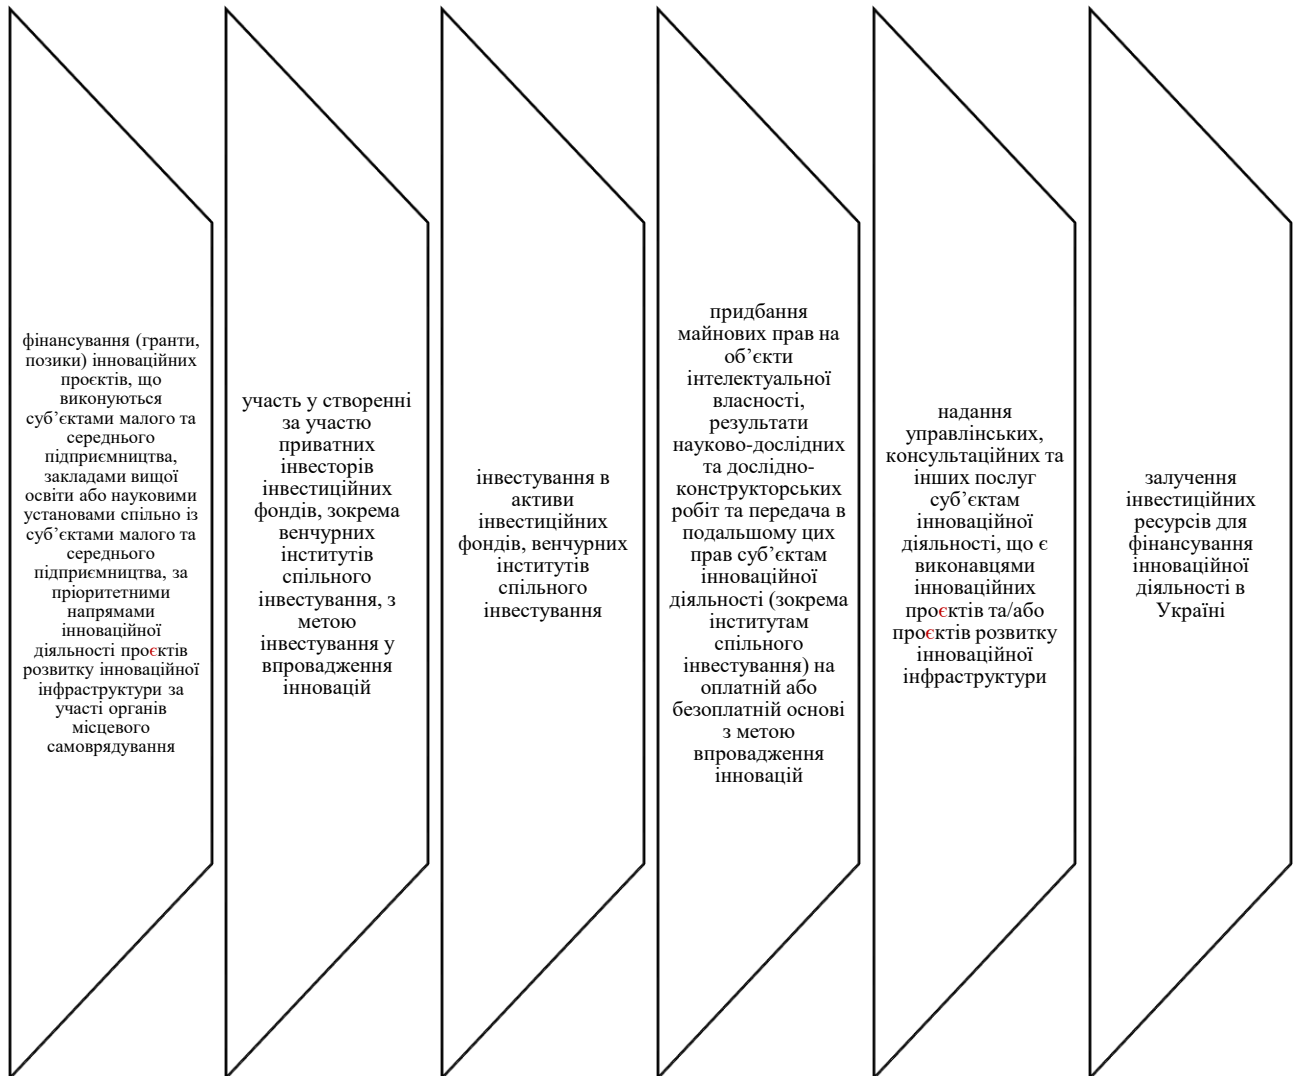 фінансування (гранти,
позики) інноваційних
проєктів, що
виконуються
суб’єктами малого та
середнього
підприємництва,
закладами вищої
освіти або науковими
установами спільно із
суб’єктами малого та
середнього
підприємництва, за
пріоритетними
напрямами
інноваційної
діяльності проєктів
розвитку інноваційної
інфраструктури за
участі органів
місцевого
самоврядування
участь у створенні
за участю
приватних
інвесторів
інвестиційних
фондів, зокрема
венчурних
інститутів
спільного
інвестування, з
метою
інвестування у
впровадження
інновацій
інвестування в
активи
інвестиційних
фондів, венчурних
інститутів
спільного
інвестування
придбання
майнових прав на
об’єкти
інтелектуальної
власності,
результати
науково-дослідних
та дослідно-
конструкторських
робіт та передача в
подальшому цих
прав суб’єктам
інноваційної
діяльності (зокрема
інститутам
спільного
інвестування) на
оплатній або
безоплатній основі
з метою
впровадження
інновацій
надання
управлінських,
консультаційних та
інших послуг
суб’єктам
інноваційної
діяльності, що є
виконавцями
інноваційних
проєктів та/або
проєктів розвитку
інноваційної
інфраструктури
залучення
інвестиційних
ресурсів для
фінансування
інноваційної
діяльності в
Україні